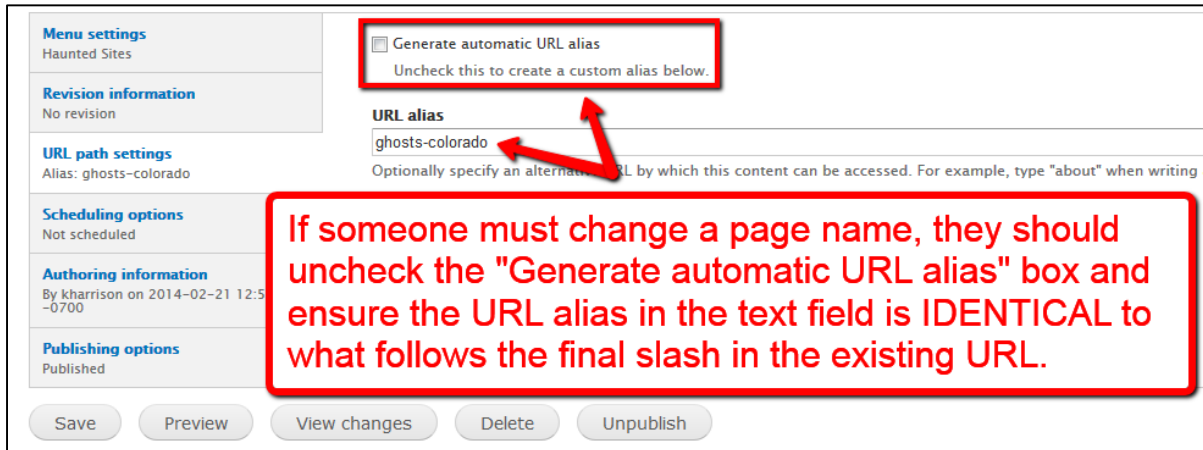 Menu settings
Haunted Sites
Revision information
No revision
URL path settings
Alias: ghosts-colorado
Scheduling options
Not scheduled
Authoring information
By kharrison on 2014-02-21 12:5
-0700
Publishing options
Published
Generate automatic URL alias
Uncheck this to create a custom alias below.
URL alias
ghosts-colorado
Optionally specify an alternative URL by which this content can be accessed. For example, type "about" when writing
If someone must change a page name, they should
uncheck the "Generate automatic URL alias" box and
ensure the URL alias in the text field is IDENTICAL to
what follows the final slash in the existing URL.
Save Preview View changes Delete Unpublish